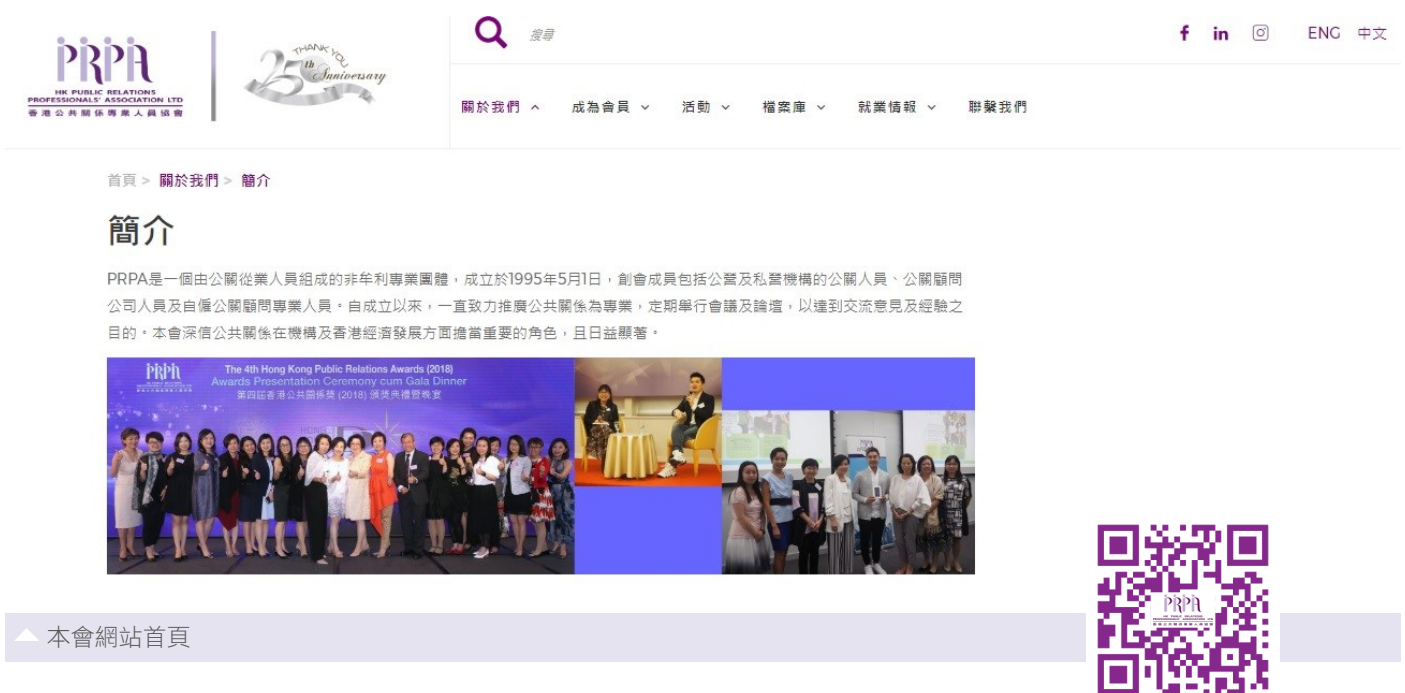 PRPA
HK PUBLIC RELATIONS
PROFESSIONALS' ASSOCIATION LTD
香港公共關係專業人員協會
THANK YOU
25th Anniversary
搜尋
f in ENG 中文
關於我們 成為會員 活動 檔案庫 就業情報 聯繫我們
首頁 > 關於我們 > 簡介
簡介
PRPA是一個由公關從業人員組成的非牟利專業團體，成立於1995年5月1日，創會成員包括公營及私營機構的公關人員、公關顧問
公司人員及自僱公關顧問專業人員。自成立以來，一直致力推廣公共關係為專業，定期舉行會議及論壇，以達到交流意見及經驗之
目的。本會深信公共關係在機構及香港經濟發展方面擔當重要的角色，且日益顯著。
PRPA
The 4th Hong Kong Public Relations Awards (2018)
Awards Presentation Ceremony cum Gala Dinner
第四屆香港公共關係獎 (2018) 頒獎典禮暨晚宴
PRPA
本會網站首頁